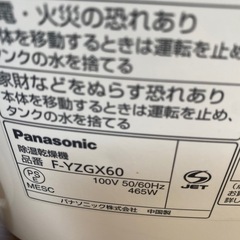 電・火災の恐れあり
本体を移動するときは運転を止め
タンクの水を捨てる
家財などをぬらす恐れあり
本体を移動するときは運転を止め、
タンクの水を捨てる
Panasonic
除湿乾燥機
品番 F-YZGX60
100V 50/60Hz
465W
PS
E
MESC
JET
パナソニック株式会社
中国製